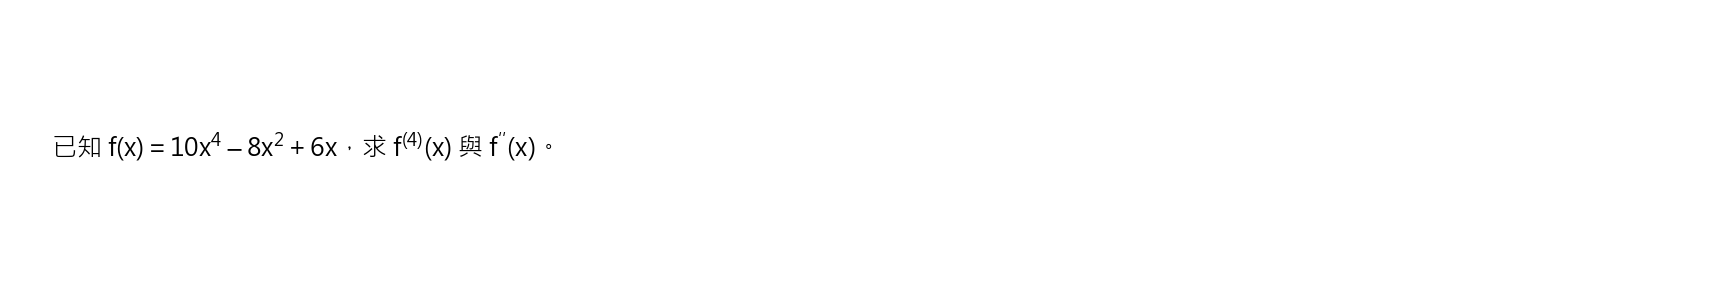 已知 f(x) = 10x⁴ – 8x² + 6x，求 f⁽⁴⁾(x) 與 f′′(x)。